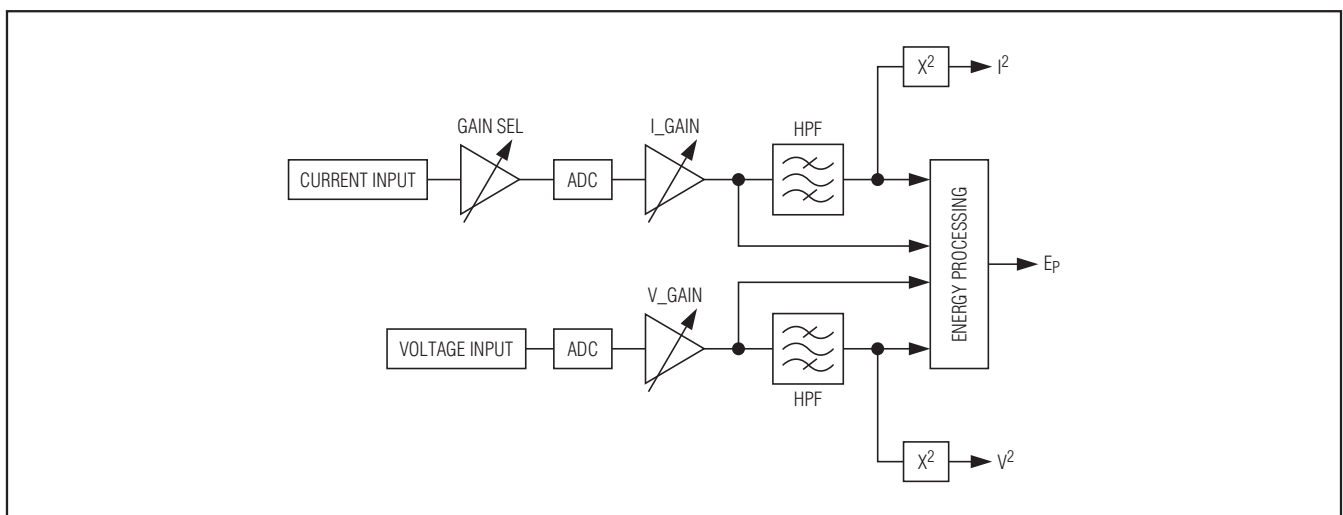 X²
I²
GAIN SEL
I_GAIN
HPF
CURRENT INPUT
ADC
ENERGY PROCESSING
EP
V_GAIN
VOLTAGE INPUT
ADC
HPF
X²
V²